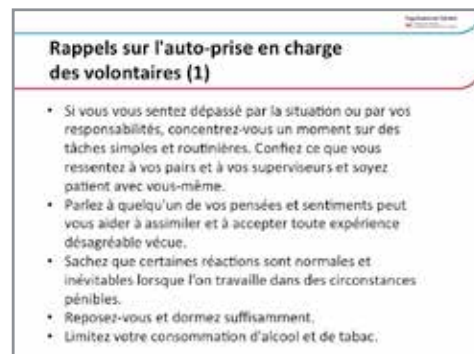 Rappels sur l'auto-prise en charge
des volontaires (1)
• Si vous vous sentez dépassé par la situation ou par vos
responsabilités, concentrez-vous un moment sur des
tâches simples et routinières. Confiez ce que vous
ressentez à vos pairs et à vos superviseurs et soyez
patient avec vous-même.
• Parlez à quelqu'un de vos pensées et sentiments peut
vous aider à assimiler et à accepter toute expérience
désagréable vécue.
• Sachez que certaines réactions sont normales et
inévitables lorsque l'on travaille dans des circonstances
pénibles.
• Reposez-vous et dormez suffisamment.
• Limitez votre consommation d'alcool et de tabac.